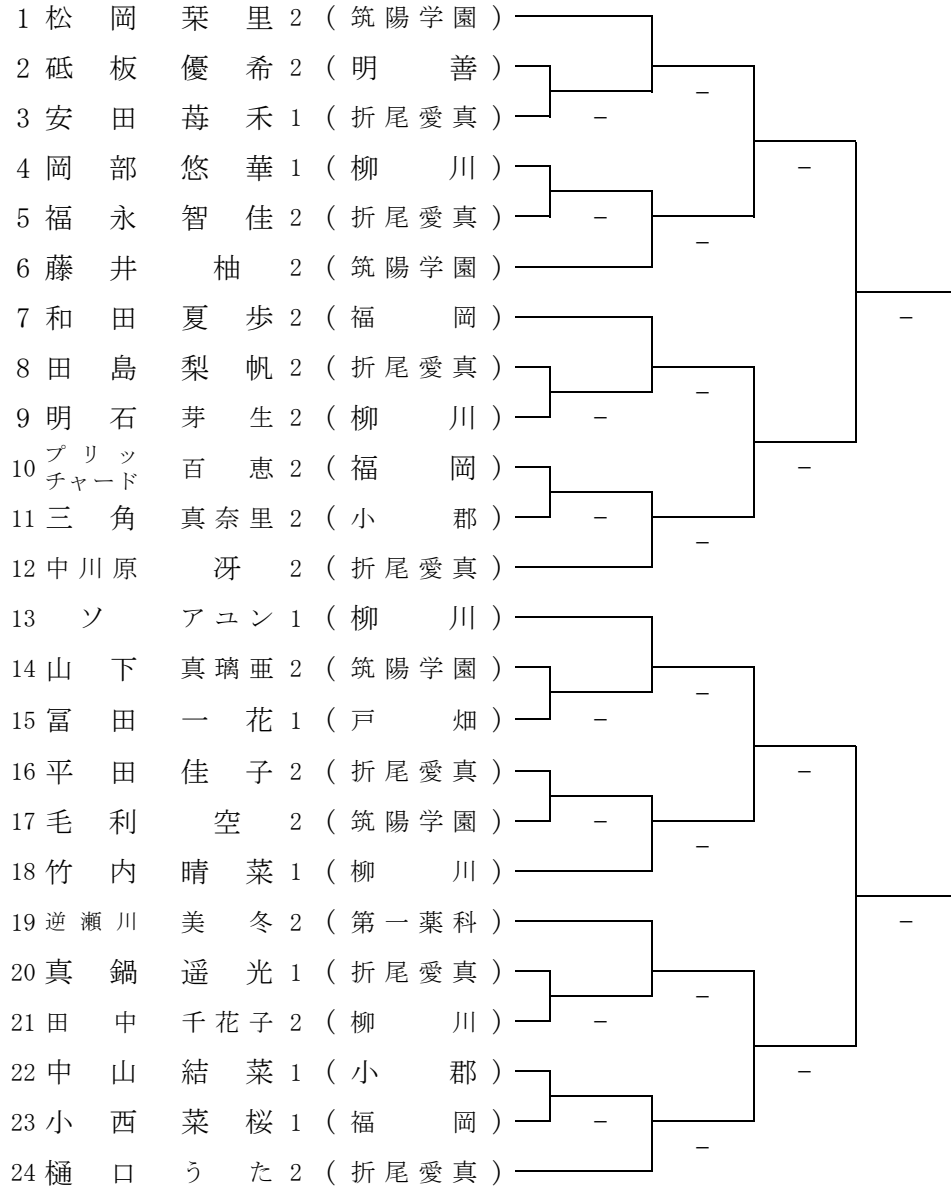 1 松岡 栞里 2 (筑陽学園)
2 砥板 優希 2 (明善)
3 安田 苺禾 1 (折尾愛真)
4 岡部 悠華 1 (柳川)
5 福永 智佳 2 (折尾愛真)
6 藤井 柚 2 (筑陽学園)
7 和田 夏歩 2 (福岡)
8 田島 梨帆 2 (折尾愛真)
9 明石 芽生 2 (柳川)
10 プリッチャード 百恵 2 (福岡)
11 三角 真奈里 2 (小郡)
12 中川原 冴 2 (折尾愛真)
13 ソ アユン 1 (柳川)
14 山下 真璃亜 2 (筑陽学園)
15 冨田 一花 1 (戸畑)
16 平田 佳子 2 (折尾愛真)
17 毛利 空 2 (筑陽学園)
18 竹内 晴菜 1 (柳川)
19 逆瀬川 美冬 2 (第一薬科)
20 真鍋 遥光 1 (折尾愛真)
21 田中 千花子 2 (柳川)
22 中山 結菜 1 (小郡)
23 小西 菜桜 1 (福岡)
24 樋口 うた 2 (折尾愛真)